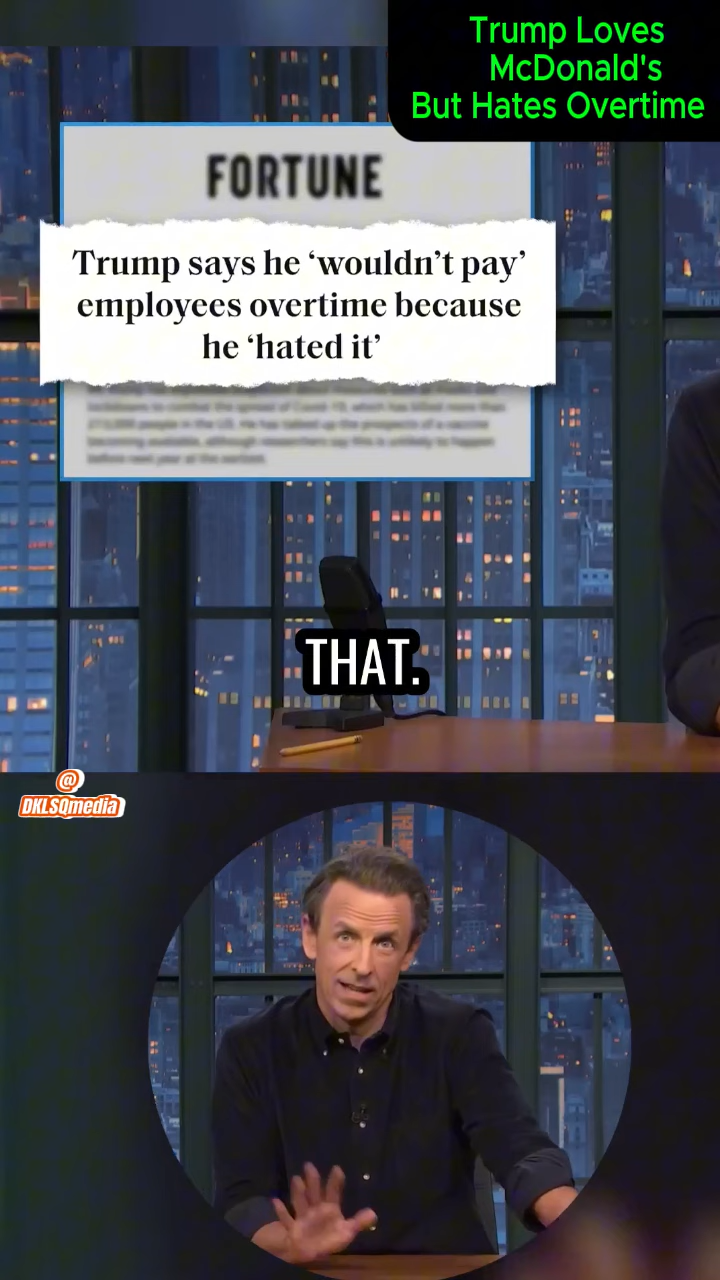 Trump Loves
McDonald's
But Hates Overtime
FORTUNE
Trump says he ‘wouldn’t pay’
employees overtime because
he ‘hated it’
THAT.
@
DKLSQmedia